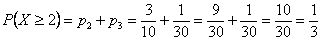 P(X ≥ 2) = p₂ + p₃ = 3/10 + 1/30 = 9/30 + 1/30 = 10/30 = 1/3